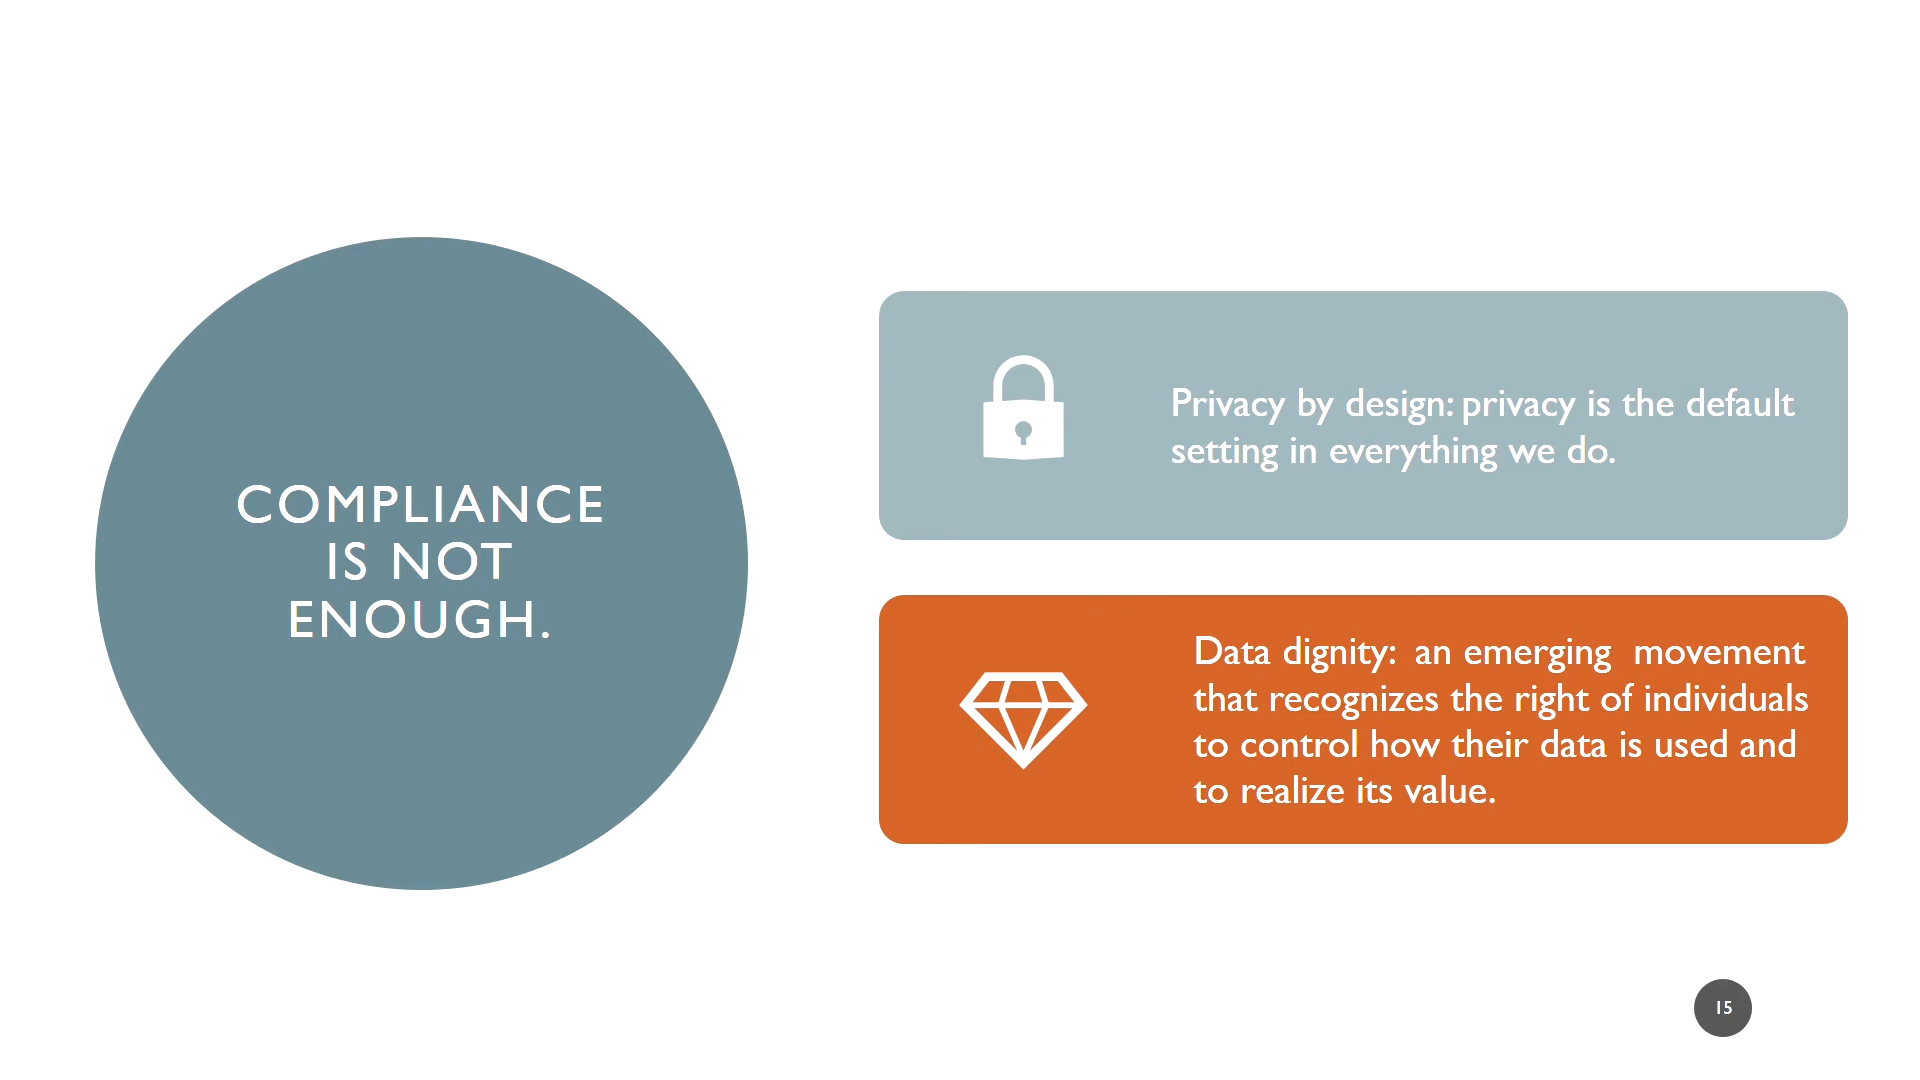 COMPLIANCE
IS NOT
ENOUGH.
Privacy by design: privacy is the default
setting in everything we do.
Data dignity:  an emerging  movement
that recognizes the right of individuals
to control how their data is used and
to realize its value.
15